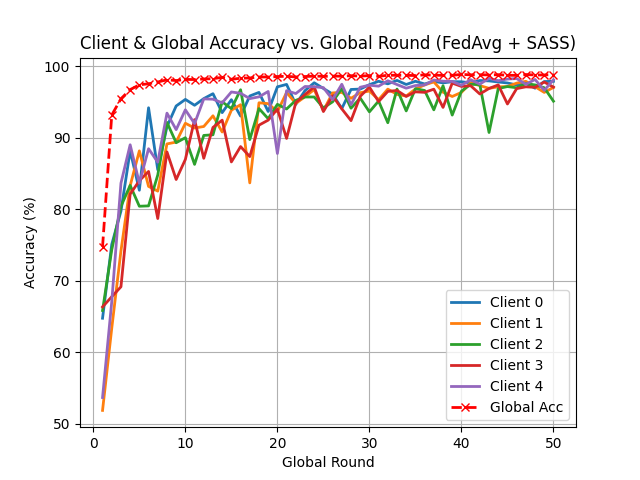 Client & Global Accuracy vs. Global Round (FedAvg + SASS)
100
90
80
70
60
50
Accuracy (%)
0
10
20
30
40
50
Global Round
Client 0
Client 1
Client 2
Client 3
Client 4
Global Acc